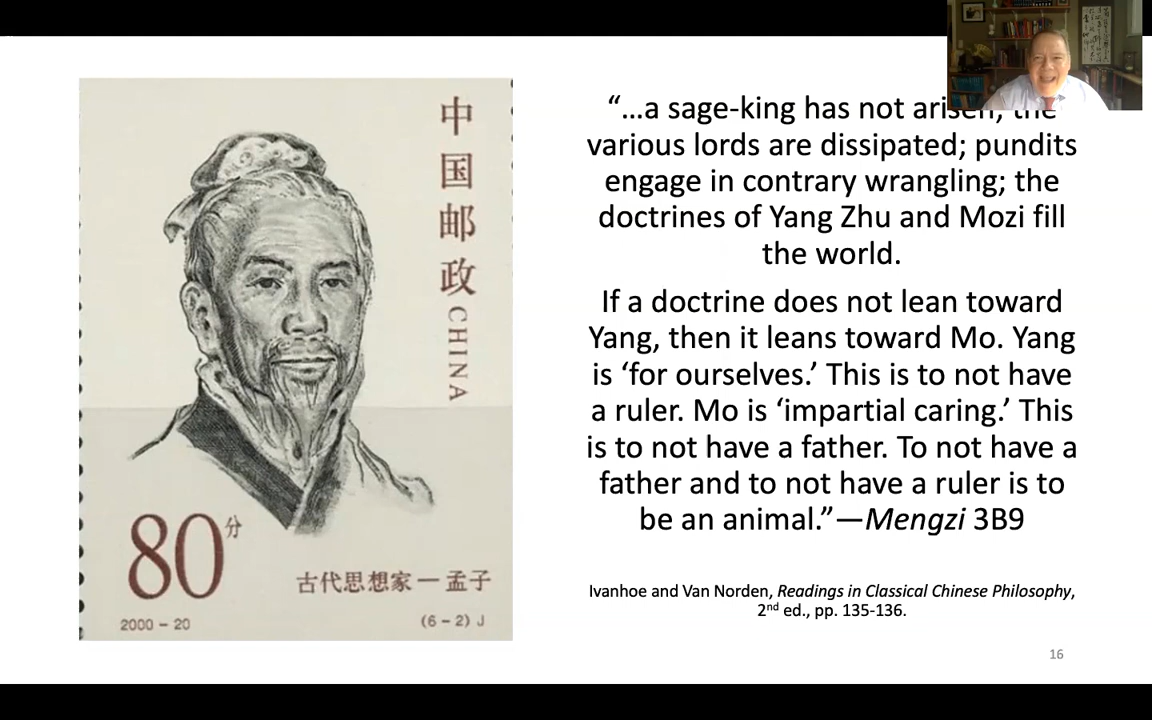 中国邮政 CHINA
80分
古代思想家－孟子
2000－20
(6－2) J
“…a sage-king has not arisen; the
various lords are dissipated; pundits
engage in contrary wrangling; the
doctrines of Yang Zhu and Mozi fill
the world.
If a doctrine does not lean toward
Yang, then it leans toward Mo. Yang
is ‘for ourselves.’ This is to not have
a ruler. Mo is ‘impartial caring.’ This
is to not have a father. To not have a
father and to not have a ruler is to
be an animal.”—Mengzi 3B9
Ivanhoe and Van Norden, Readings in Classical Chinese Philosophy,
2nd ed., pp. 135-136.
16